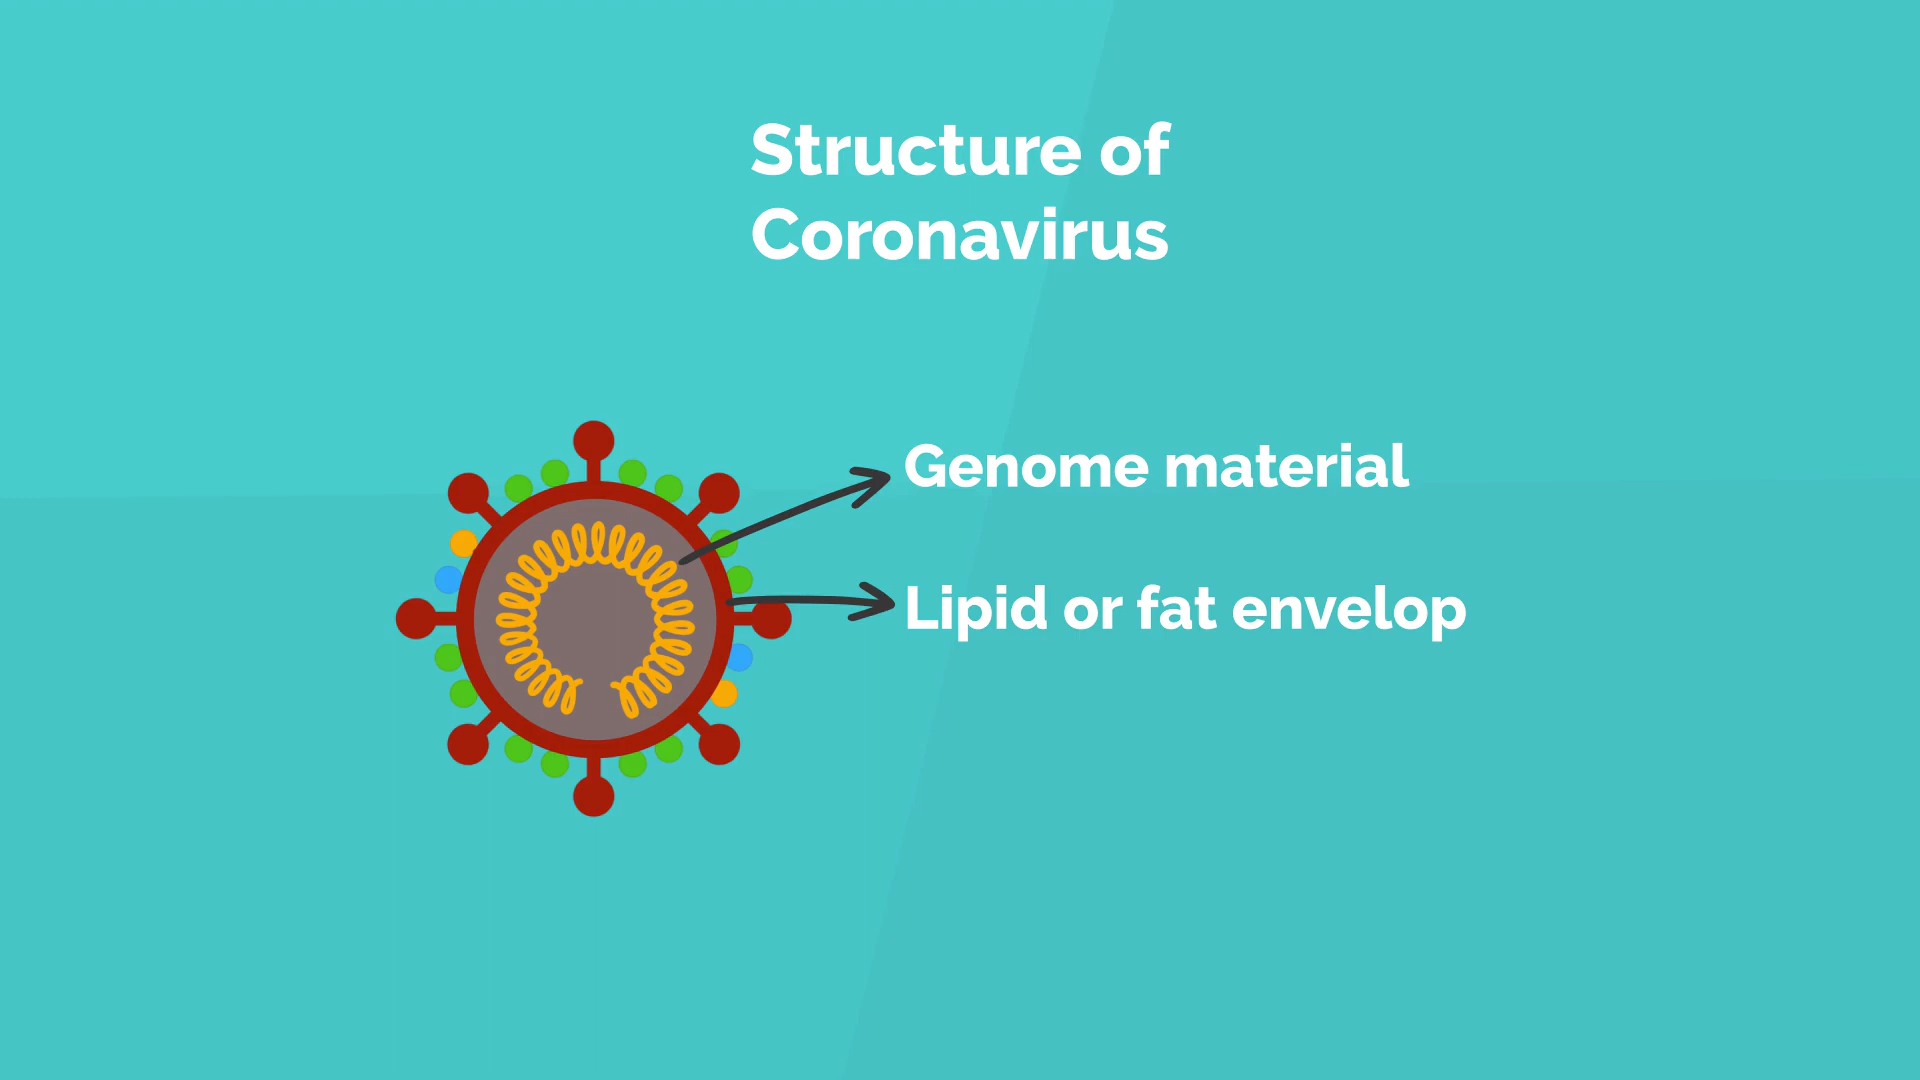 Structure of
Coronavirus
Genome material
Lipid or fat envelop